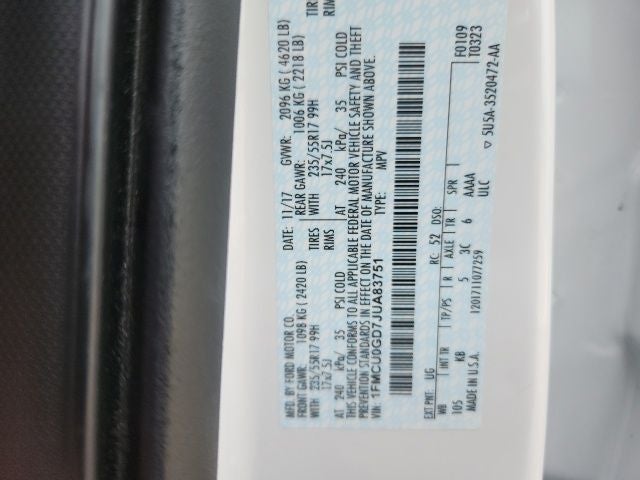 MFD. BY FORD MOTOR CO. DATE: 11/17 GVWR: 2096 KG ( 4620 LB)
FRONT GAWR: 1098 KG (2420 LB) REAR GAWR: 1006 KG ( 2218 LB)
WITH 235/55R17 99H TIRES WITH 235/55R17 99H TIR
17x7.5J RIMS 17x7.5J RIM
AT 240 kPa/ 35 PSI COLD AT 240 kPa/ 35 PSI COLD
THIS VEHICLE CONFORMS TO ALL APPLICABLE FEDERAL MOTOR VEHICLE SAFETY AND THEFT
PREVENTION STANDARDS IN EFFECT ON THE DATE OF MANUFACTURE SHOWN ABOVE.
VIN: 1FMCU0GD7JUA83751 TYPE: MPV
F0109
T0323
EXT PNT: UG RC: 52 DSO:
WB INT TR TP/PS R AXLE TR SPR
105 KB 5 3C 6 AAAA
MADE IN U.S.A. 1201711077259 ULC
▽ 5U5A-3520472-AA